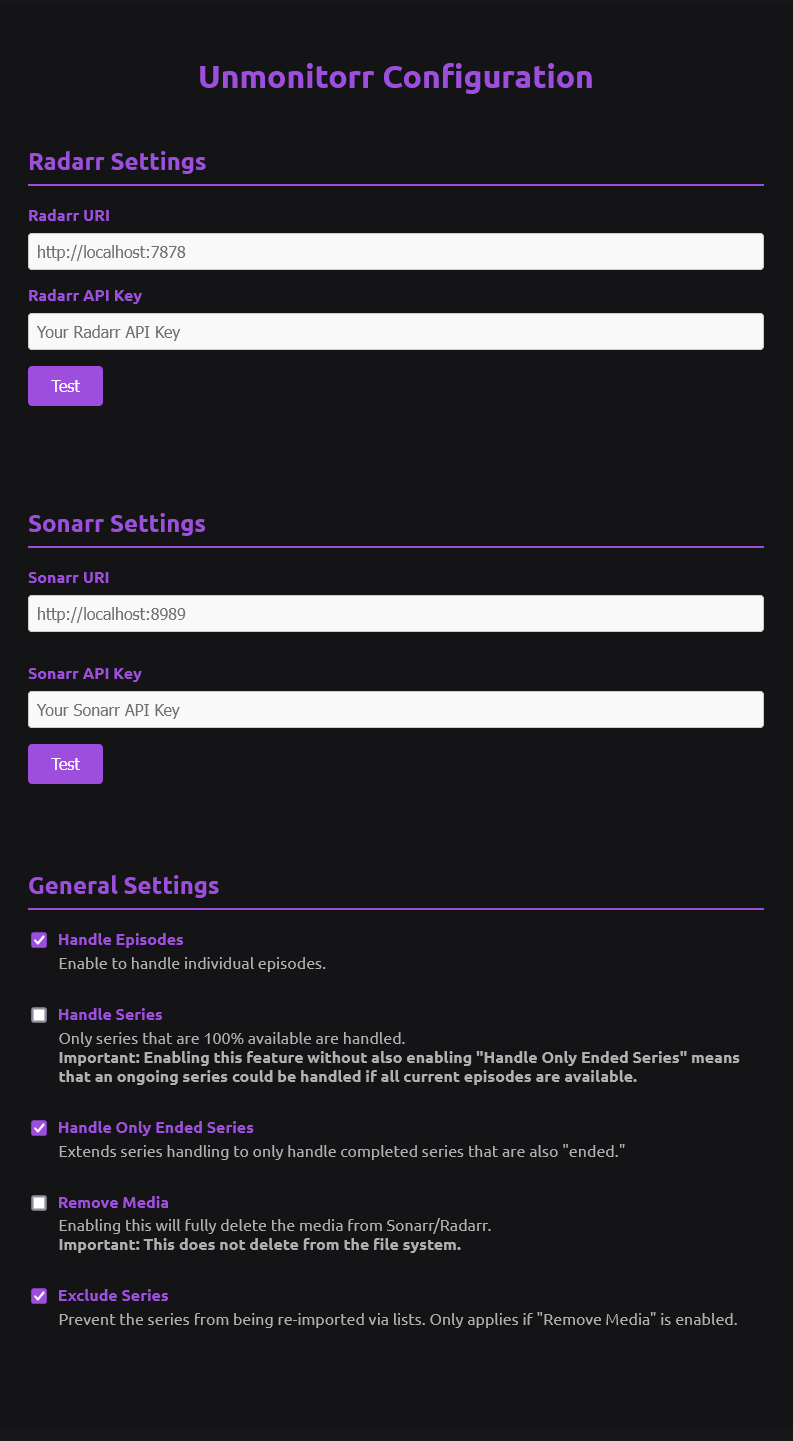 Unmonitorr Configuration
Radarr Settings
Radarr URI
http://localhost:7878
Radarr API Key
Your Radarr API Key
Test
Sonarr Settings
Sonarr URI
http://localhost:8989
Sonarr API Key
Your Sonarr API Key
Test
General Settings
Handle Episodes
Enable to handle individual episodes.
Handle Series
Only series that are 100% available are handled.
Important: Enabling this feature without also enabling "Handle Only Ended Series" means
that an ongoing series could be handled if all current episodes are available.
Handle Only Ended Series
Extends series handling to only handle completed series that are also "ended."
Remove Media
Enabling this will fully delete the media from Sonarr/Radarr.
Important: This does not delete from the file system.
Exclude Series
Prevent the series from being re-imported via lists. Only applies if "Remove Media" is enabled.